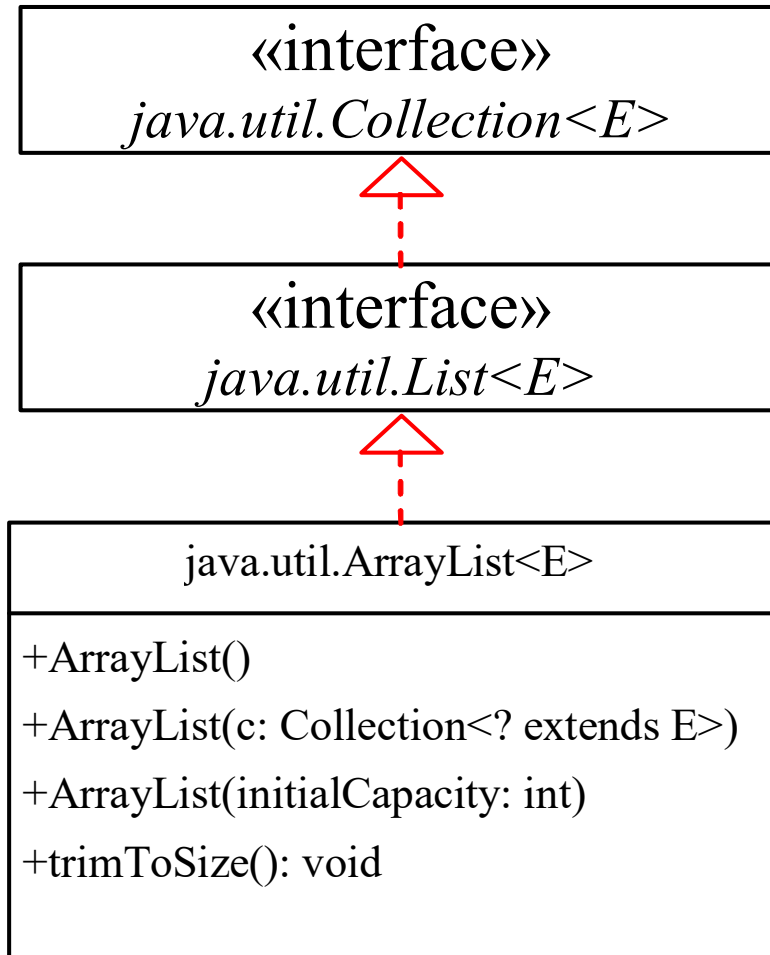 «interface»
java.util.Collection<E>
«interface»
java.util.List<E>
java.util.ArrayList<E>
+ArrayList()
+ArrayList(c: Collection<? extends E>)
+ArrayList(initialCapacity: int)
+trimToSize(): void